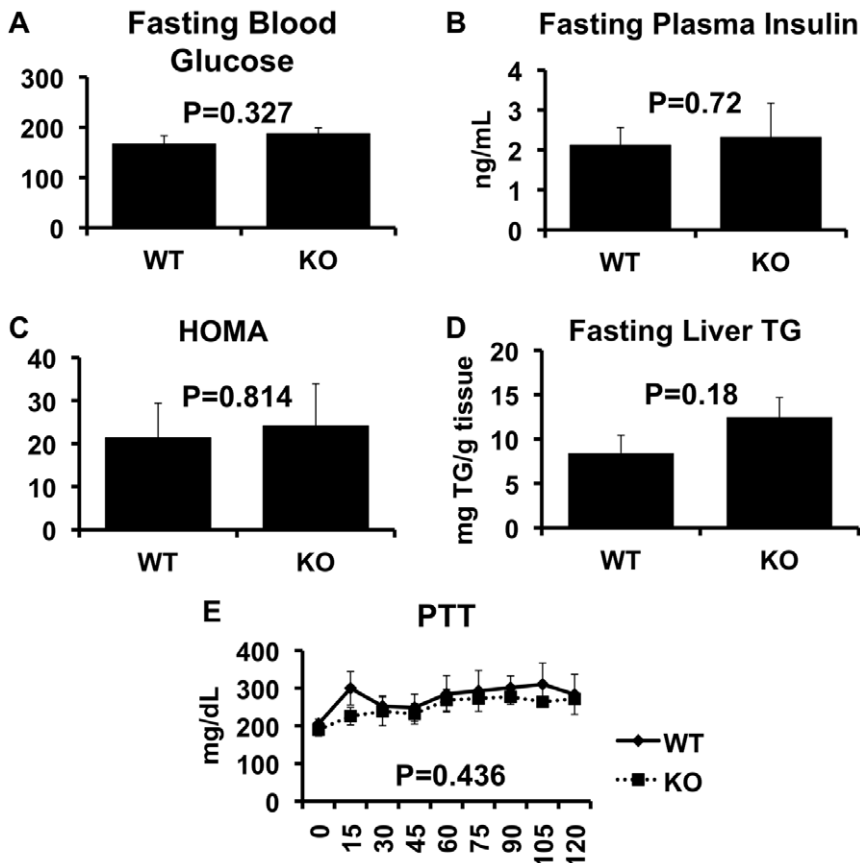 A
Fasting Blood
Glucose
300
200
100
0
P=0.327
WT
KO
B
Fasting Plasma Insulin
ng/mL
4
3
2
1
0
P=0.72
WT
KO
C
HOMA
40
30
20
10
0
P=0.814
WT
KO
D
Fasting Liver TG
mg TG/g tissue
20
15
10
5
0
P=0.18
WT
KO
E
PTT
mg/dL
400
300
200
100
0
P=0.436
WT
KO
0
15
30
45
60
75
90
105
120